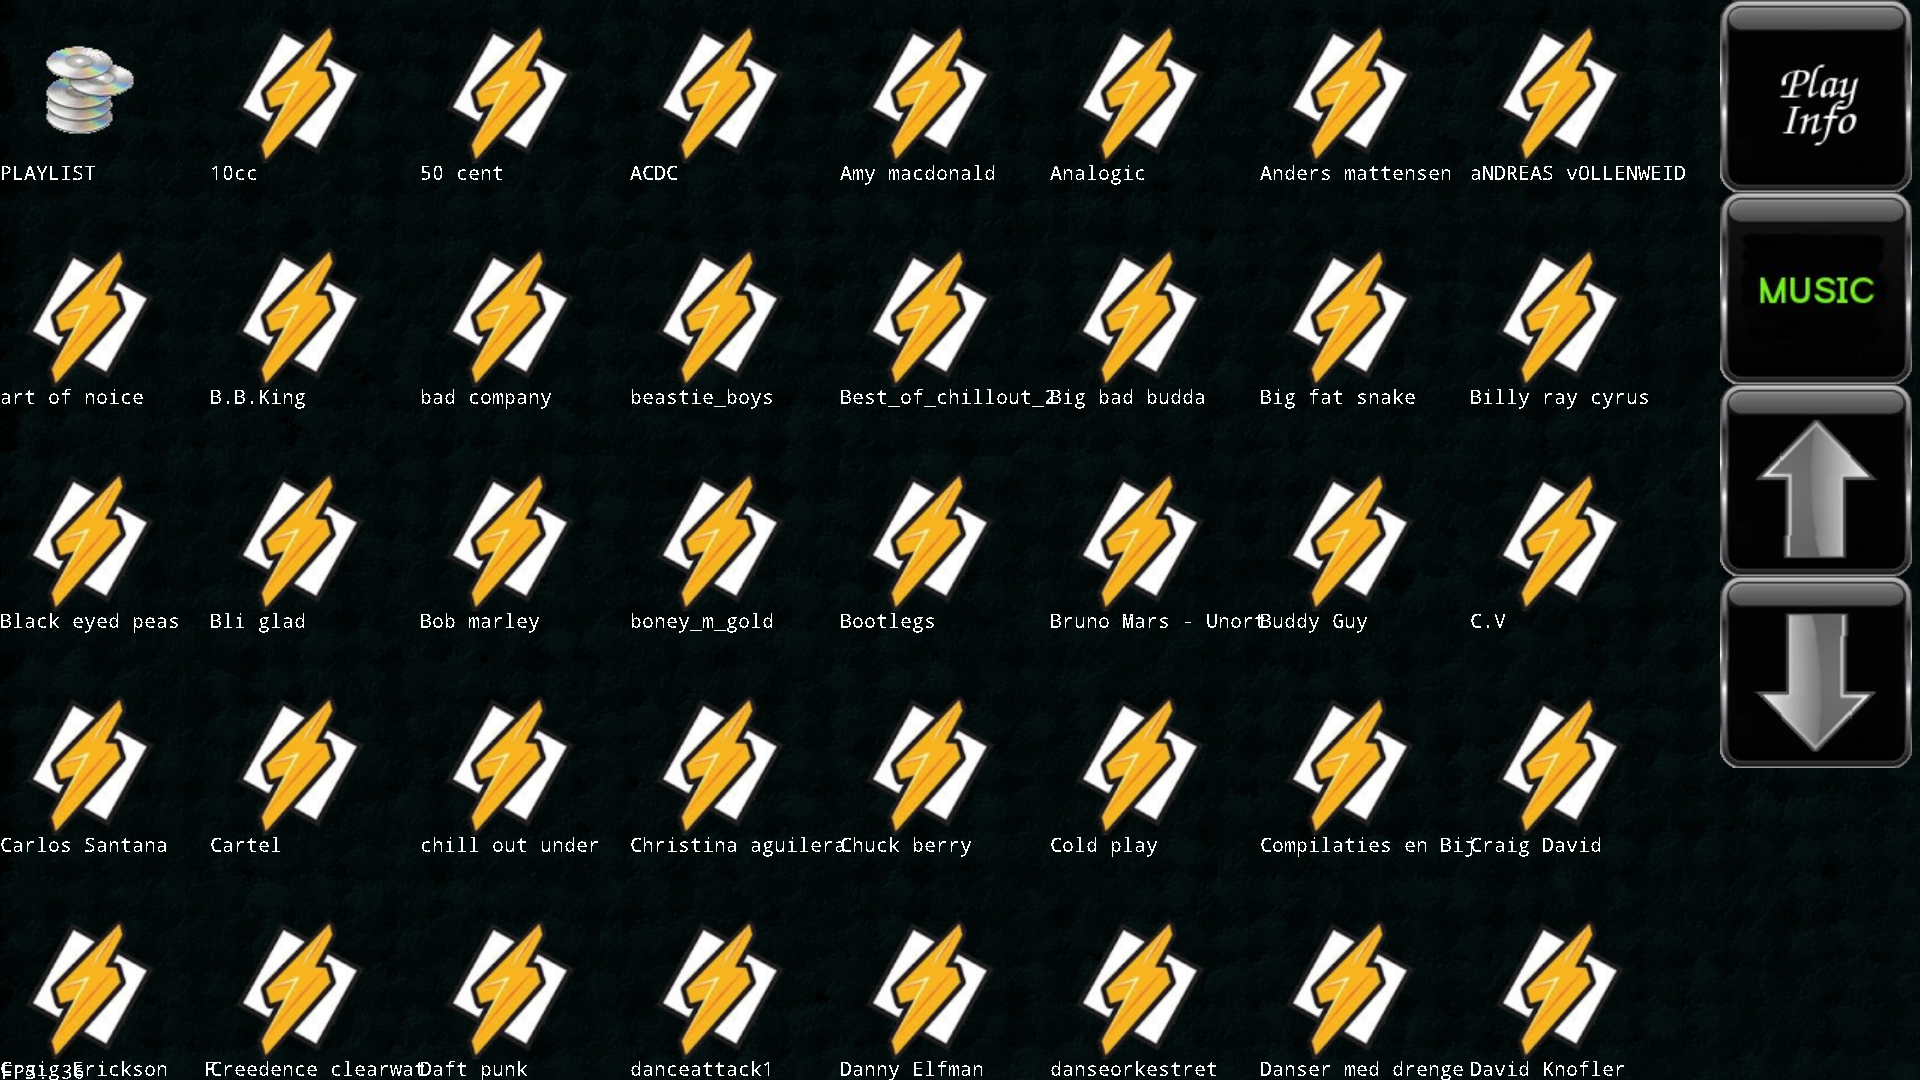 PLAYLIST
10cc
50 cent
ACDC
Amy macdonald
Analogic
Anders mattensen
aNDREAS vOLLENWEID
Play
Info
art of noice
B.B.King
bad company
beastie_boys
Best_of_chillout_2
Big bad budda
Big fat snake
Billy ray cyrus
MUSIC
Black eyed peas
Bli glad
Bob marley
boney_m_gold
Bootlegs
Bruno Mars - Unort
Buddy Guy
C.V
Carlos Santana
Cartel
chill out under
Christina aguilera
Chuck berry
Cold play
Compilaties en Bij
Craig David
Craig Erickson
Creedence clearwat
Daft punk
danceattack1
Danny Elfman
danseorkestret
Danser med drenge
David Knofler